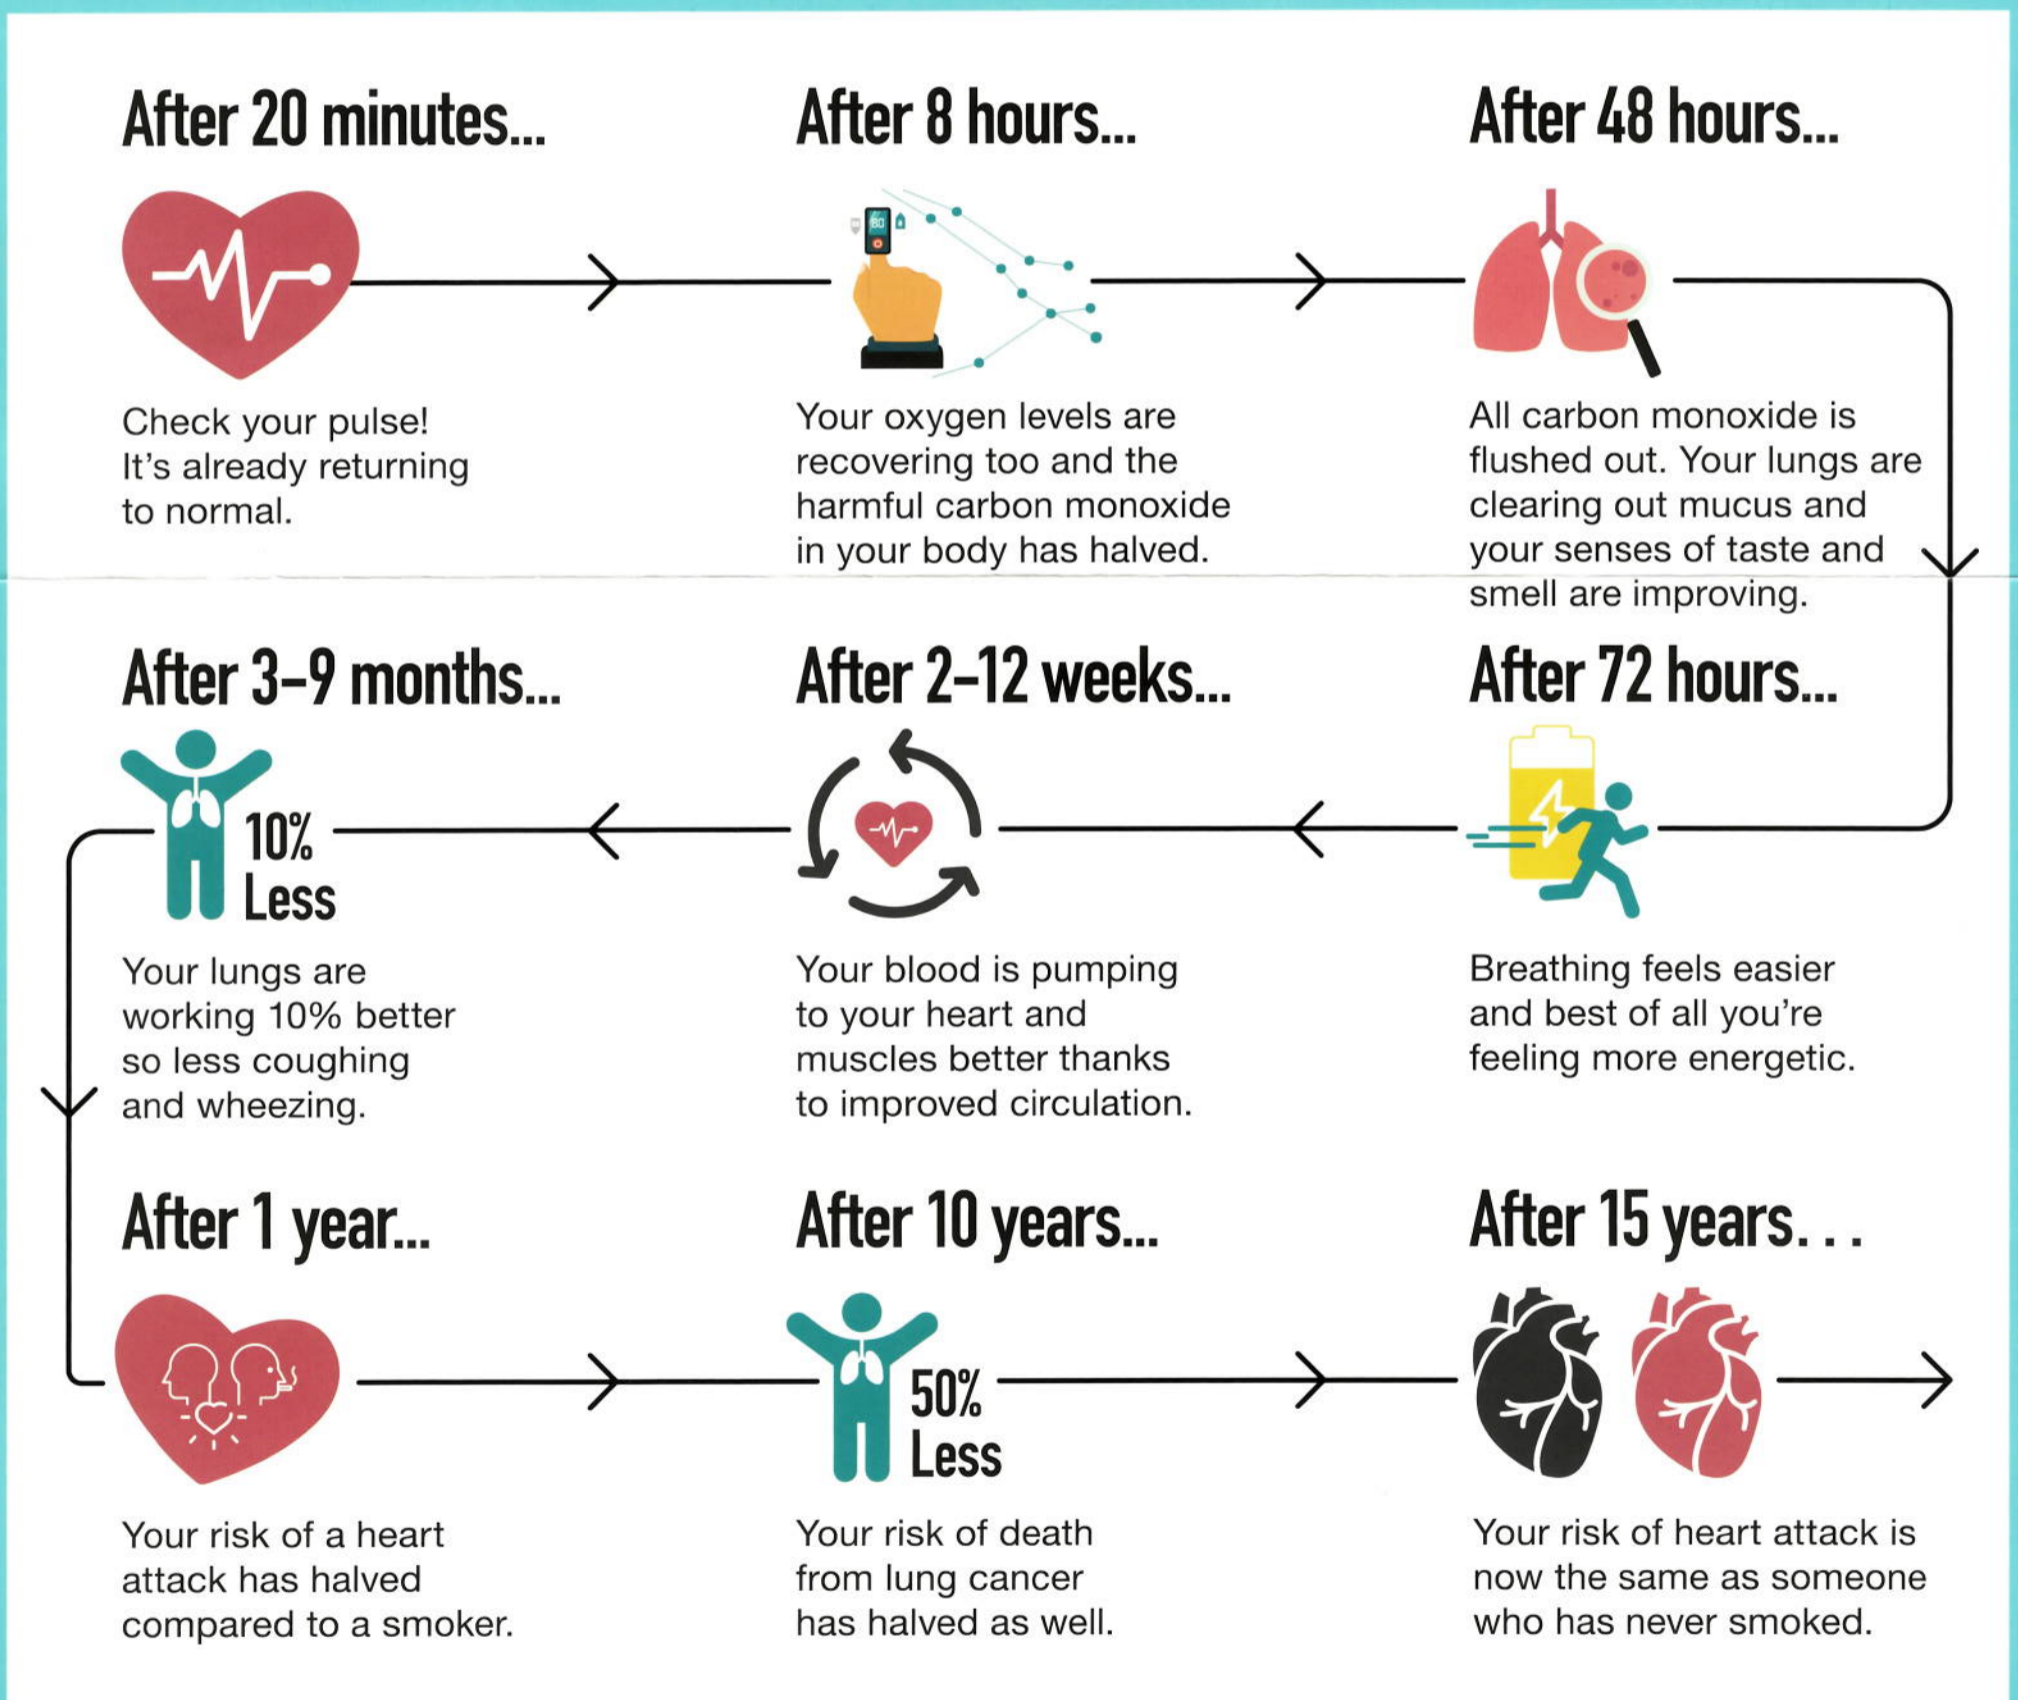 After 20 minutes...
Check your pulse!
It's already returning
to normal.
After 8 hours...
Your oxygen levels are
recovering too and the
harmful carbon monoxide
in your body has halved.
After 48 hours...
All carbon monoxide is
flushed out. Your lungs are
clearing out mucus and
your senses of taste and
smell are improving.
After 72 hours...
Breathing feels easier
and best of all you're
feeling more energetic.
After 2–12 weeks...
Your blood is pumping
to your heart and
muscles better thanks
to improved circulation.
After 3–9 months...
10%
Less
Your lungs are
working 10% better
so less coughing
and wheezing.
After 1 year...
Your risk of a heart
attack has halved
compared to a smoker.
After 10 years...
50%
Less
Your risk of death
from lung cancer
has halved as well.
After 15 years...
Your risk of heart attack is
now the same as someone
who has never smoked.